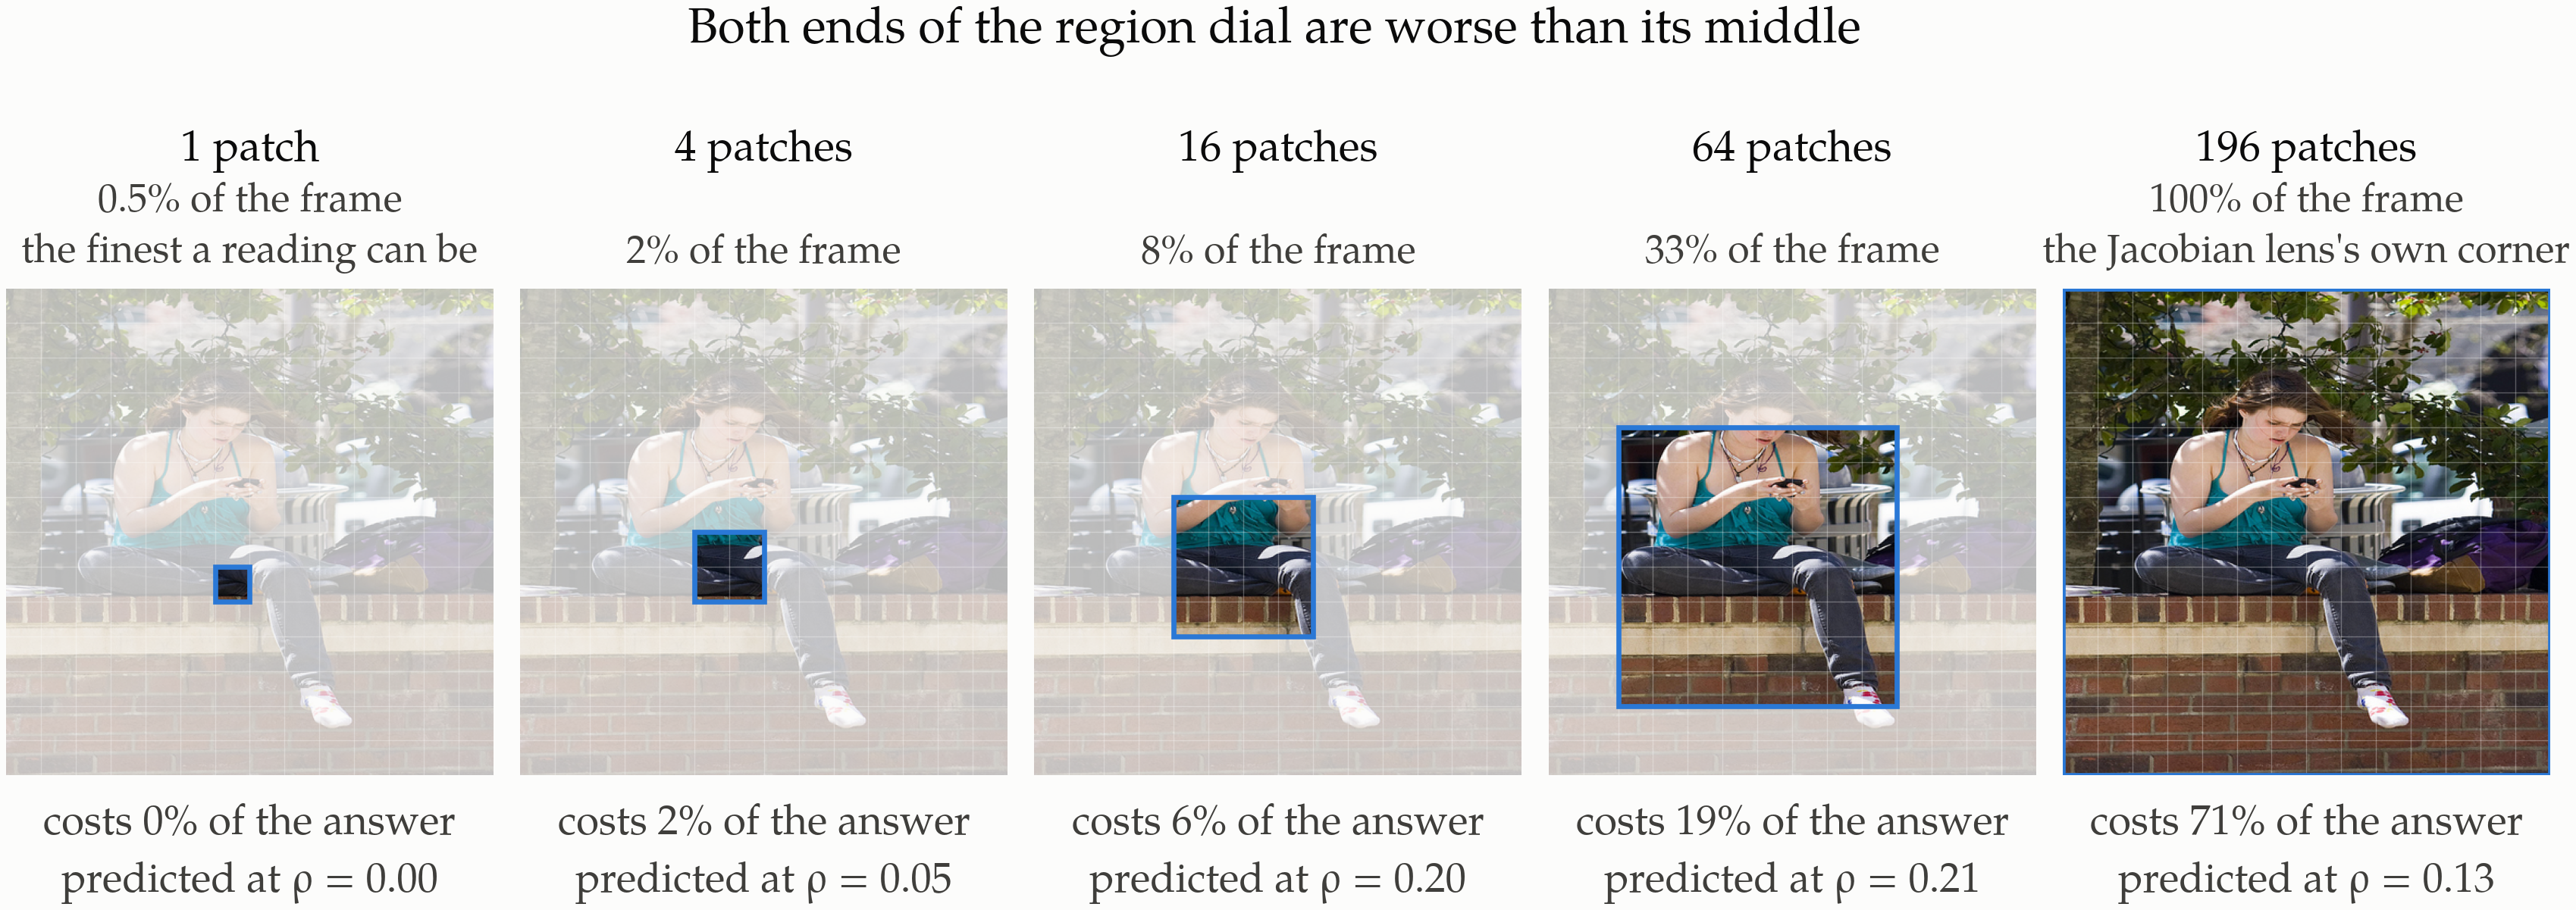 Both ends of the region dial are worse than its middle
1 patch
0.5% of the frame
the finest a reading can be
4 patches
2% of the frame
16 patches
8% of the frame
64 patches
33% of the frame
196 patches
100% of the frame
the Jacobian lens's own corner
costs 0% of the answer
predicted at ρ = 0.00
costs 2% of the answer
predicted at ρ = 0.05
costs 6% of the answer
predicted at ρ = 0.20
costs 19% of the answer
predicted at ρ = 0.21
costs 71% of the answer
predicted at ρ = 0.13